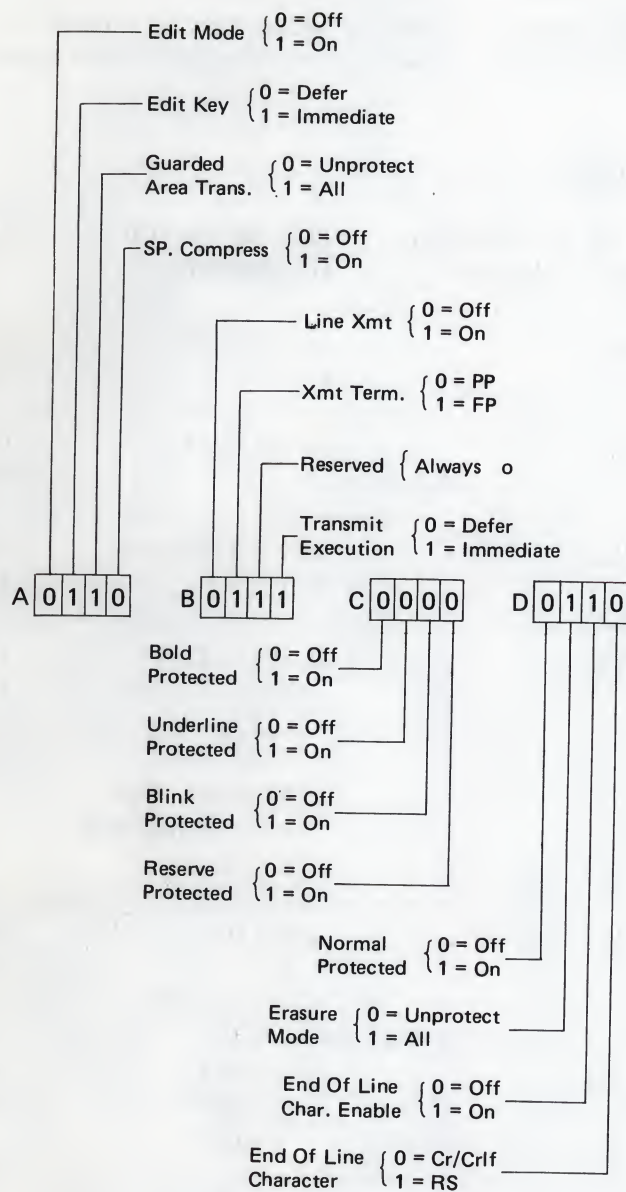 Edit Mode { 0 = Off
1 = On
Edit Key { 0 = Defer
1 = Immediate
Guarded { 0 = Unprotect
Area Trans. 1 = All
SP. Compress { 0 = Off
1 = On
Line Xmt { 0 = Off
1 = On
Xmt Term. { 0 = PP
1 = FP
Reserved { Always o
Transmit { 0 = Defer
Execution 1 = Immediate
A 0 1 1 0 B 0 1 1 1 C 0 0 0 0 D 0 1 1 0
Bold { 0 = Off
Protected 1 = On
Underline { 0 = Off
Protected 1 = On
Blink { 0 = Off
Protected 1 = On
Reserve { 0 = Off
Protected 1 = On
Normal { 0 = Off
Protected 1 = On
Erasure { 0 = Unprotect
Mode 1 = All
End Of Line { 0 = Off
Char. Enable 1 = On
End Of Line { 0 = Cr/Crlf
Character 1 = RS